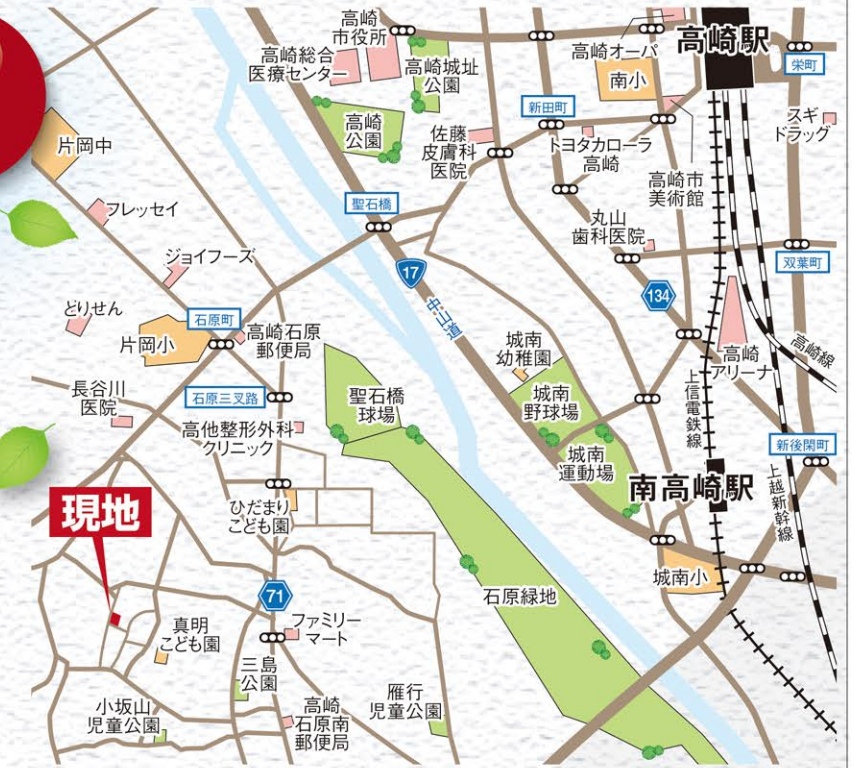 高崎
市役所
高崎総合
医療センター
高崎城址
公園
高崎オーパ
高崎駅
南小
栄町
高崎
公園
新田町
スギ
ドラッグ
佐藤
皮膚科
医院
トヨタカローラ
高崎
高崎市
美術館
片岡中
フレッセイ
聖石橋
丸山
歯科医院
双葉町
ジョイフーズ
17
134
中山道
どりせん
石原町
高崎石原
郵便局
片岡小
城南
幼稚園
高崎
アリーナ
高崎線
上信電鉄線
長谷川
医院
石原三叉路
聖石橋
球場
城南
野球場
高他整形外科
クリニック
城南
運動場
新後閑町
南高崎駅
上越新幹線
現地
ひだまり
こども園
城南小
71
石原緑地
真明
こども園
ファミリー
マート
三島
公園
小坂山
児童公園
高崎
石原南
郵便局
雁行
児童公園